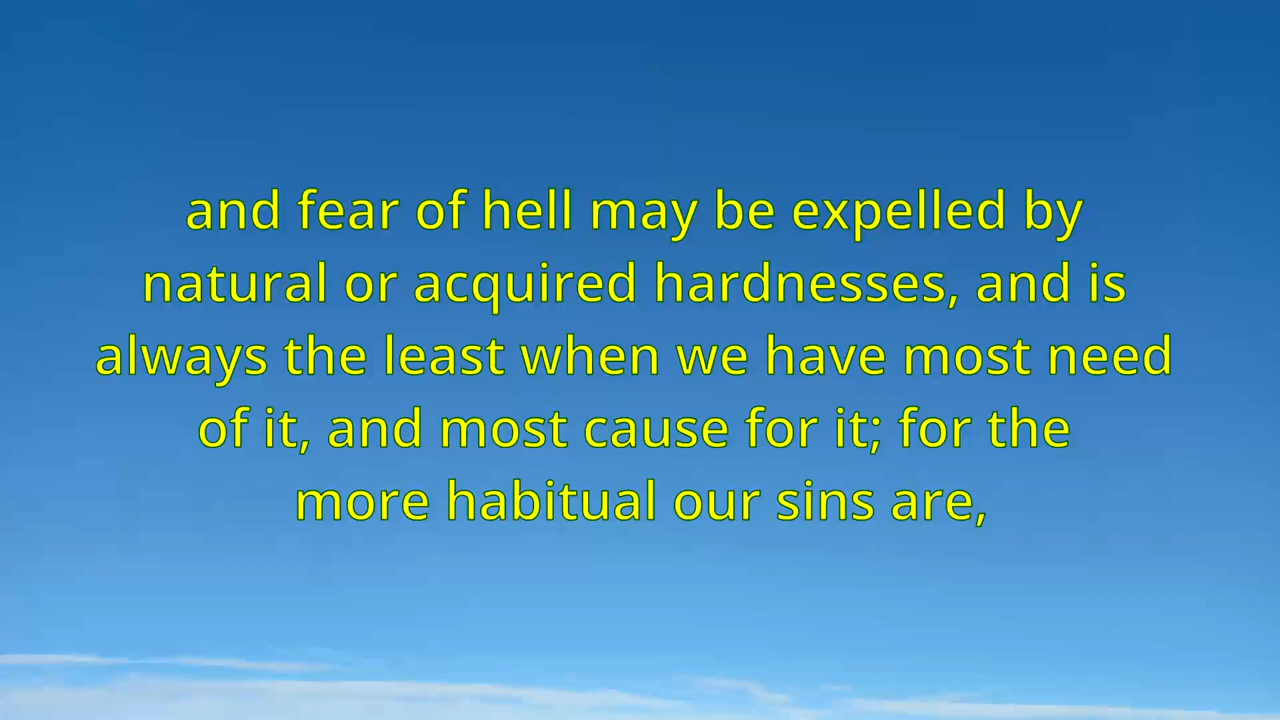 and fear of hell may be expelled by
natural or acquired hardnesses, and is
always the least when we have most need
of it, and most cause for it; for the
more habitual our sins are,